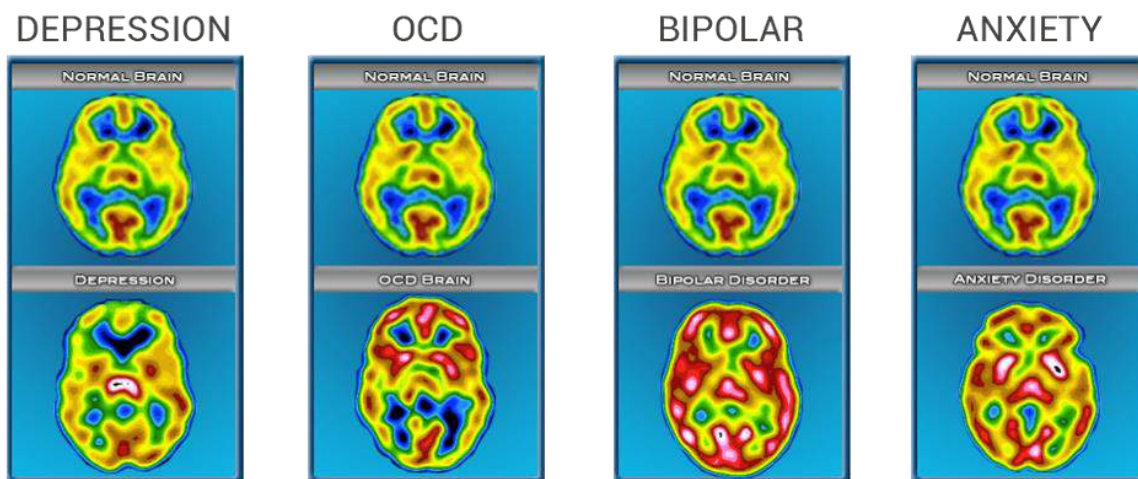 DEPRESSION
OCD
BIPOLAR
ANXIETY
NORMAL BRAIN
NORMAL BRAIN
NORMAL BRAIN
NORMAL BRAIN
DEPRESSION
OCD BRAIN
BIPOLAR DISORDER
ANXIETY DISORDER